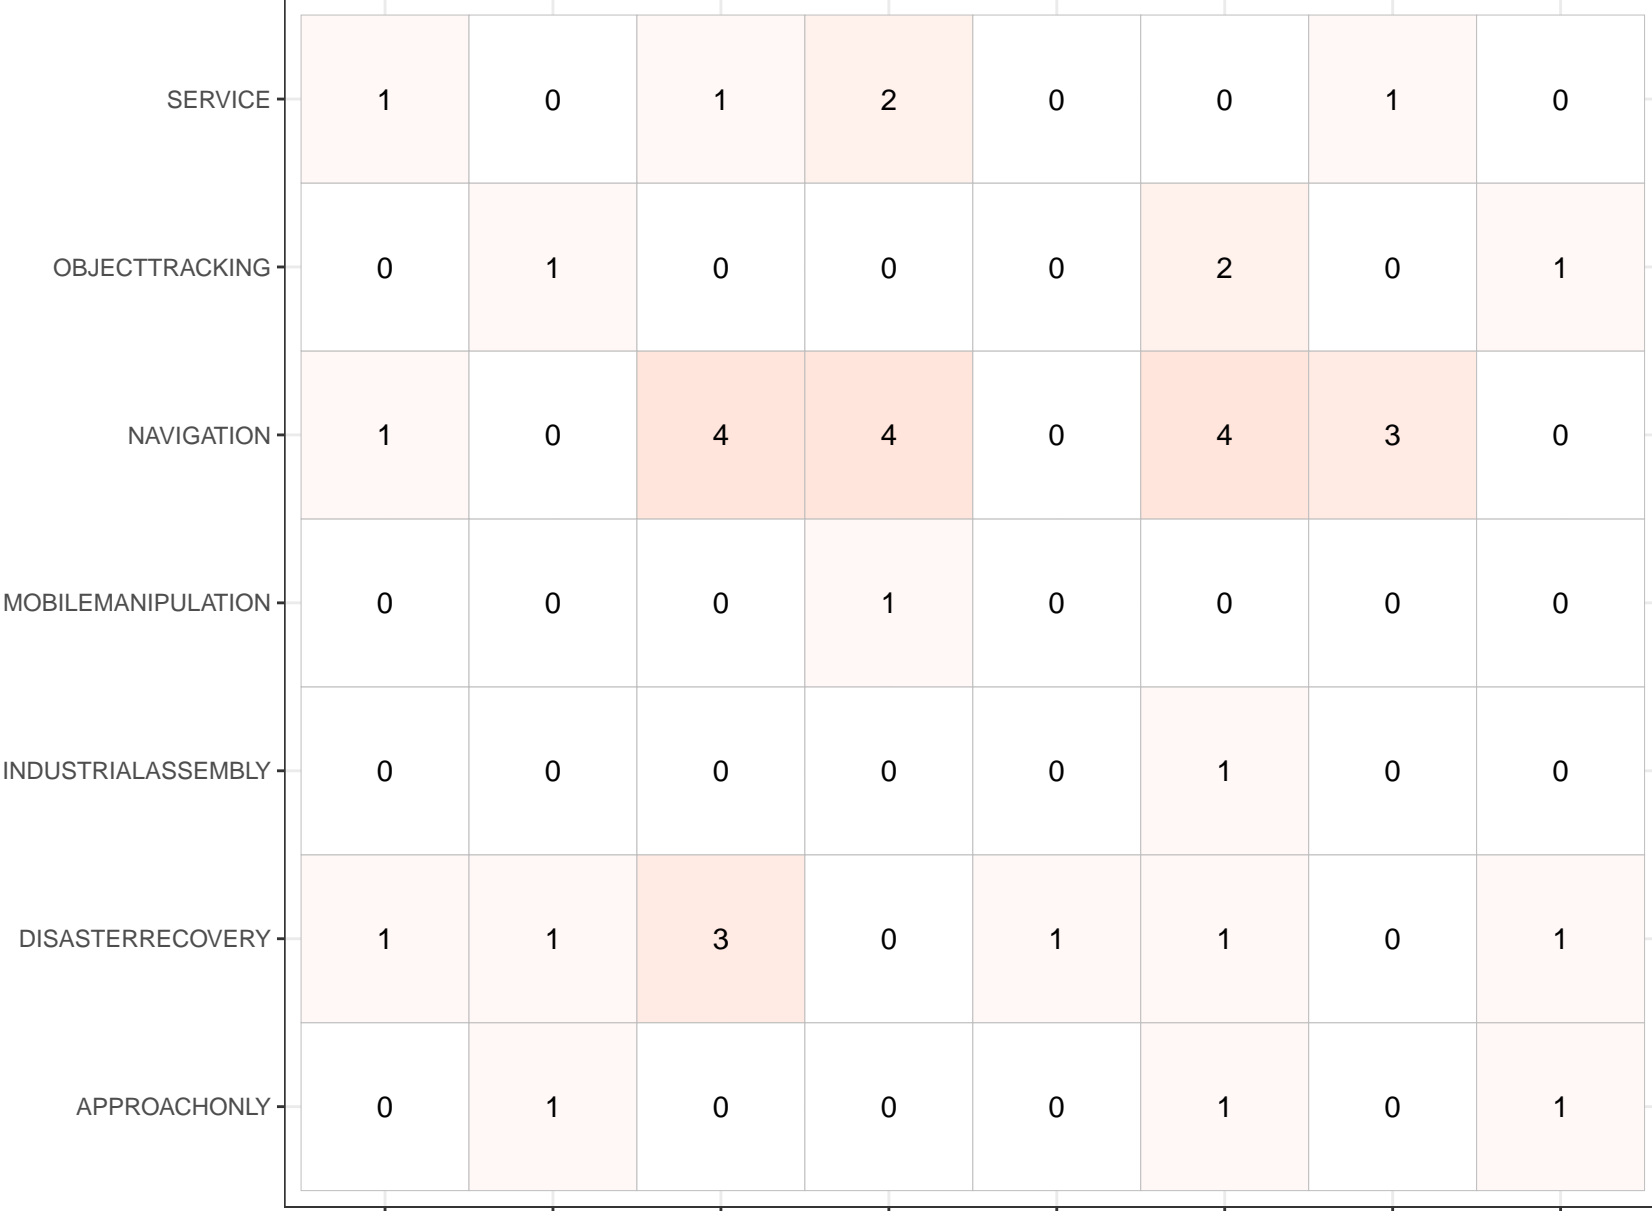 SERVICE 1 0 1 2 0 0 1 0
OBJECTTRACKING 0 1 0 0 0 2 0 1
NAVIGATION 1 0 4 4 0 4 3 0
MOBILEMANIPULATION 0 0 0 1 0 0 0 0
INDUSTRIALASSEMBLY 0 0 0 0 0 1 0 0
DISASTERRECOVERY 1 1 3 0 1 1 0 1
APPROACHONLY 0 1 0 0 0 1 0 1